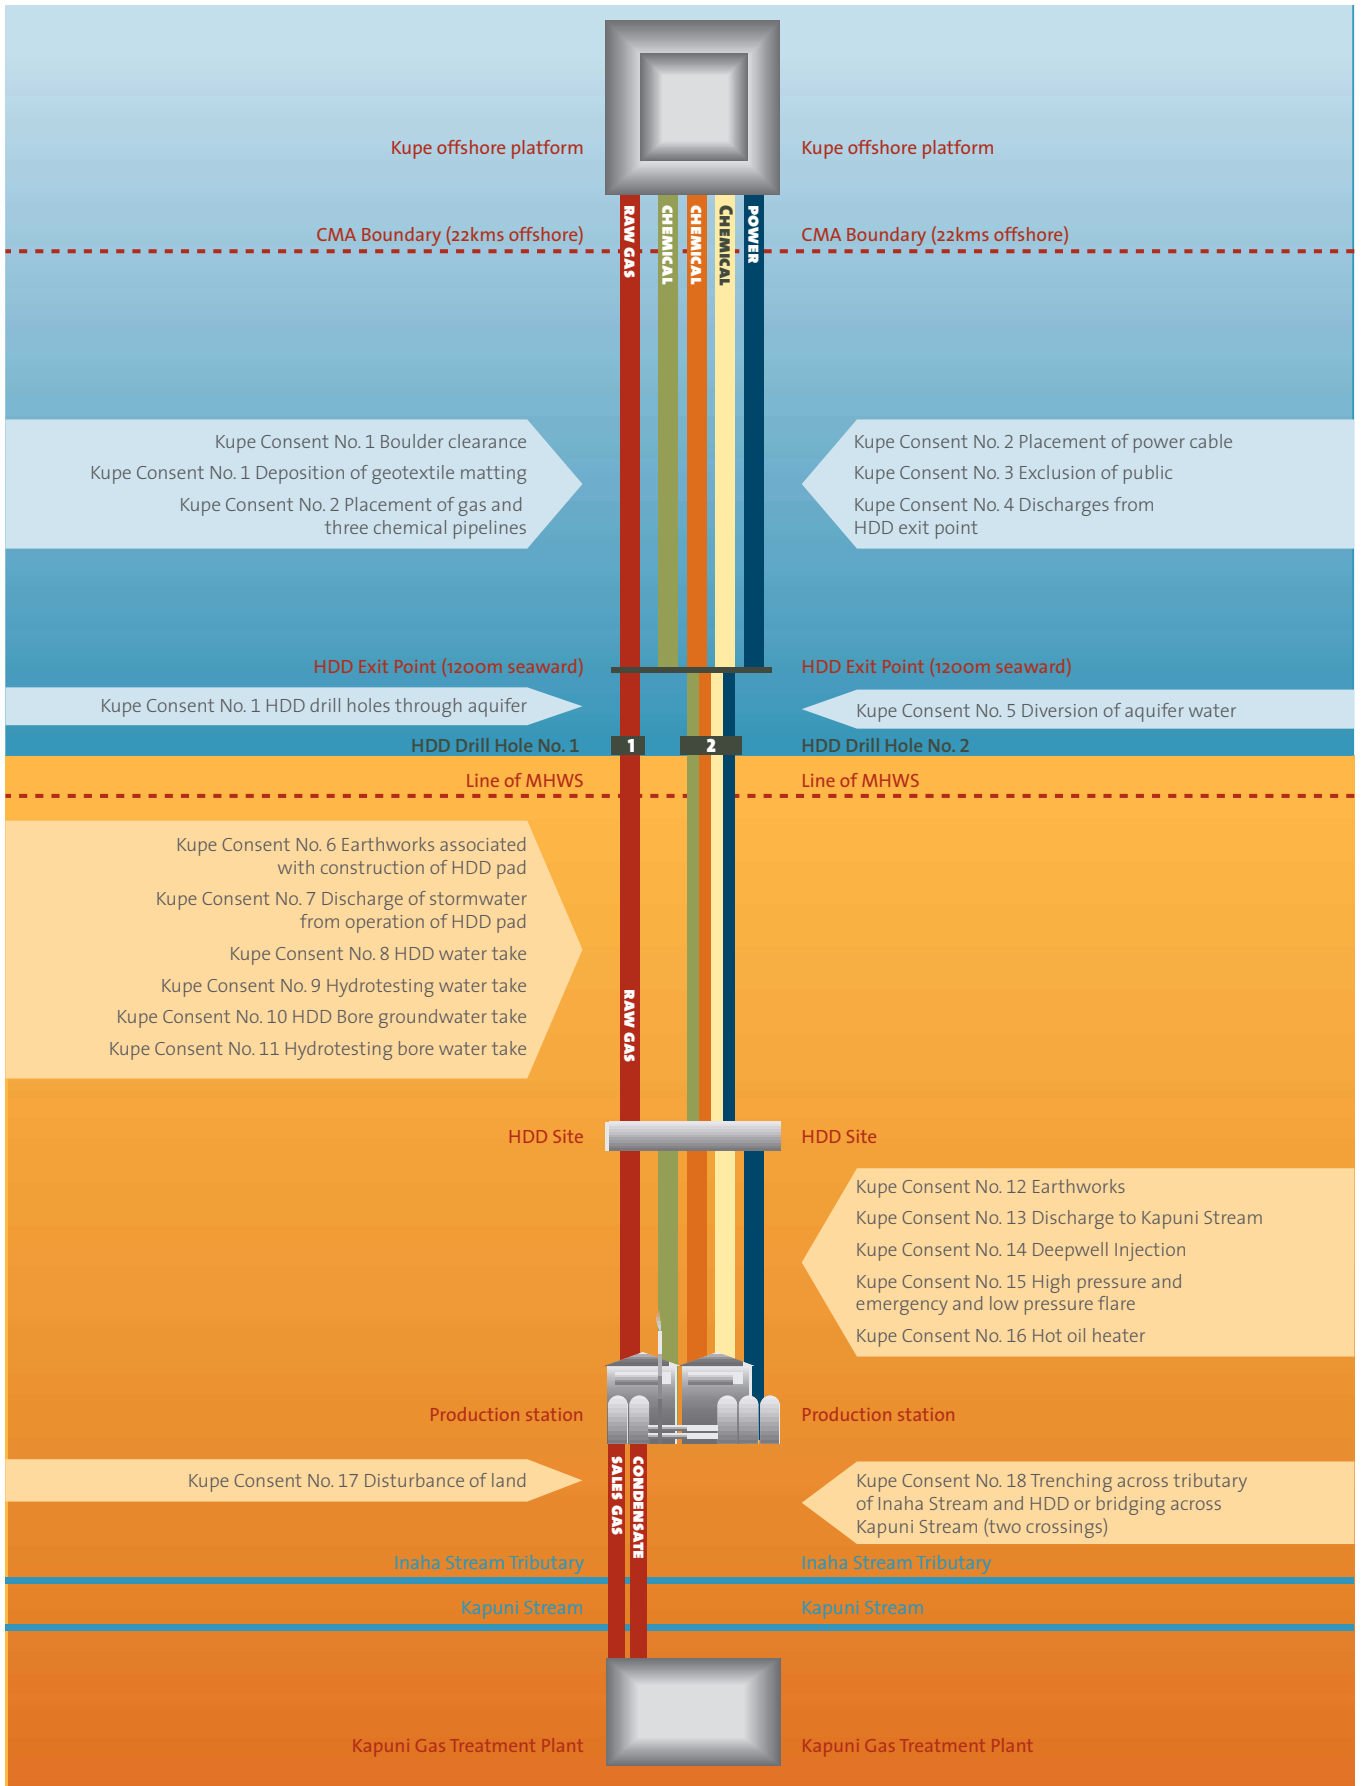 Kupe offshore platform
Kupe offshore platform
RAW GAS
CHEMICAL
CHEMICAL
CHEMICAL
POWER
CMA Boundary (22kms offshore)
CMA Boundary (22kms offshore)
Kupe Consent No. 1 Boulder clearance
Kupe Consent No. 1 Deposition of geotextile matting
Kupe Consent No. 2 Placement of gas and
three chemical pipelines
Kupe Consent No. 2 Placement of power cable
Kupe Consent No. 3 Exclusion of public
Kupe Consent No. 4 Discharges from
HDD exit point
HDD Exit Point (1200m seaward)
HDD Exit Point (1200m seaward)
Kupe Consent No. 1 HDD drill holes through aquifer
Kupe Consent No. 5 Diversion of aquifer water
HDD Drill Hole No. 1
1
2
HDD Drill Hole No. 2
Line of MHWS
Line of MHWS
Kupe Consent No. 6 Earthworks associated
with construction of HDD pad
Kupe Consent No. 7 Discharge of stormwater
from operation of HDD pad
Kupe Consent No. 8 HDD water take
Kupe Consent No. 9 Hydrotesting water take
Kupe Consent No. 10 HDD Bore groundwater take
Kupe Consent No. 11 Hydrotesting bore water take
RAW GAS
HDD Site
HDD Site
Kupe Consent No. 12 Earthworks
Kupe Consent No. 13 Discharge to Kapuni Stream
Kupe Consent No. 14 Deepwell Injection
Kupe Consent No. 15 High pressure and
emergency and low pressure flare
Kupe Consent No. 16 Hot oil heater
Production station
Production station
SALES GAS
CONDENSATE
Kupe Consent No. 17 Disturbance of land
Kupe Consent No. 18 Trenching across tributary
of Inaha Stream and HDD or bridging across
Kapuni Stream (two crossings)
Inaha Stream Tributary
Inaha Stream Tributary
Kapuni Stream
Kapuni Stream
Kapuni Gas Treatment Plant
Kapuni Gas Treatment Plant